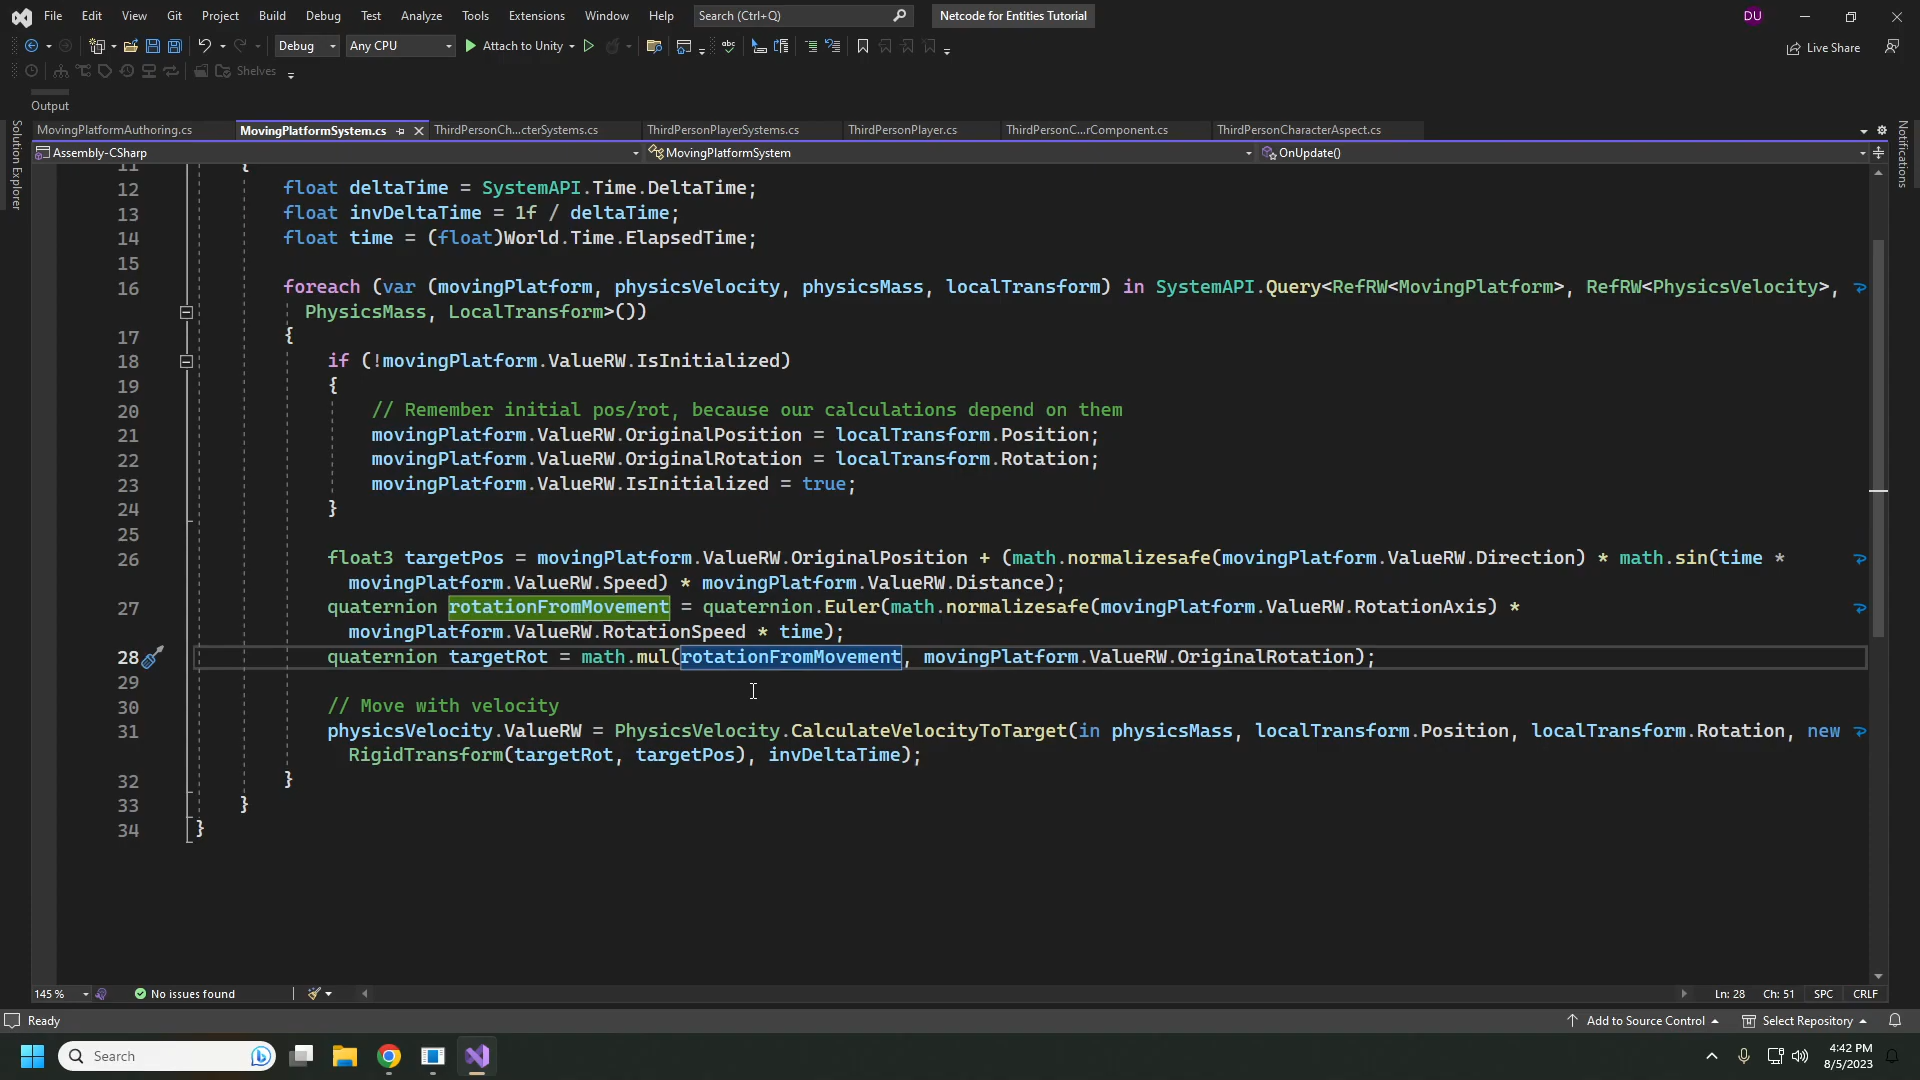 File Edit View Git Project Build Debug Test Analyze Tools Extensions Window Help Search (Ctrl+Q) Netcode for Entities Tutorial DU
Debug Any CPU Attach to Unity Live Share
Shelves
Output
Solution Explorer
Notifications
MovingPlatformAuthoring.cs MovingPlatformSystem.cs ThirdPersonCh...cterSystems.cs ThirdPersonPlayerSystems.cs ThirdPersonPlayer.cs ThirdPersonC...rComponent.cs ThirdPersonCharacterAspect.cs
Assembly-CSharp MovingPlatformSystem OnUpdate()
11 {
12 float deltaTime = SystemAPI.Time.DeltaTime;
13 float invDeltaTime = 1f / deltaTime;
14 float time = (float)World.Time.ElapsedTime;
15
16 foreach (var (movingPlatform, physicsVelocity, physicsMass, localTransform) in SystemAPI.Query<RefRW<MovingPlatform>, RefRW<PhysicsVelocity>,
PhysicsMass, LocalTransform>())
17 {
18 if (!movingPlatform.ValueRW.IsInitialized)
19 {
20 // Remember initial pos/rot, because our calculations depend on them
21 movingPlatform.ValueRW.OriginalPosition = localTransform.Position;
22 movingPlatform.ValueRW.OriginalRotation = localTransform.Rotation;
23 movingPlatform.ValueRW.IsInitialized = true;
24 }
25
26 float3 targetPos = movingPlatform.ValueRW.OriginalPosition + (math.normalizesafe(movingPlatform.ValueRW.Direction) * math.sin(time *
movingPlatform.ValueRW.Speed) * movingPlatform.ValueRW.Distance);
27 quaternion rotationFromMovement = quaternion.Euler(math.normalizesafe(movingPlatform.ValueRW.RotationAxis) *
movingPlatform.ValueRW.RotationSpeed * time);
28 quaternion targetRot = math.mul(rotationFromMovement, movingPlatform.ValueRW.OriginalRotation);
29
30 // Move with velocity
31 physicsVelocity.ValueRW = PhysicsVelocity.CalculateVelocityToTarget(in physicsMass, localTransform.Position, localTransform.Rotation, new
RigidTransform(targetRot, targetPos), invDeltaTime);
32 }
33 }
34 }
145 % No issues found Ln: 28 Ch: 51 SPC CRLF
Ready Add to Source Control Select Repository
Search 4:42 PM
8/5/2023